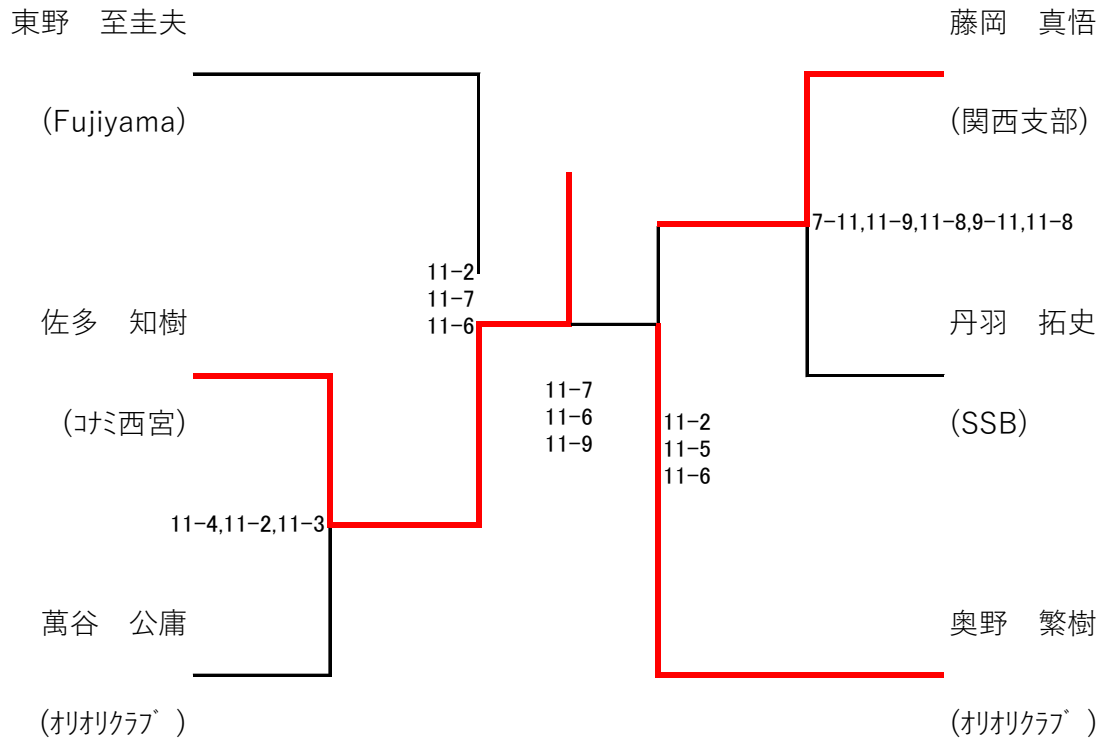 東野　至圭夫
(Fujiyama)
11-2
11-7
11-6
佐多　知樹
(ｺﾅﾐ西宮)
11-4,11-2,11-3
萬谷　公庸
(ｵﾘｵﾘｸﾗﾌﾞ)
11-7
11-6
11-9
藤岡　真悟
(関西支部)
7-11,11-9,11-8,9-11,11-8
丹羽　拓史
(SSB)
11-2
11-5
11-6
奥野　繁樹
(ｵﾘｵﾘｸﾗﾌﾞ)